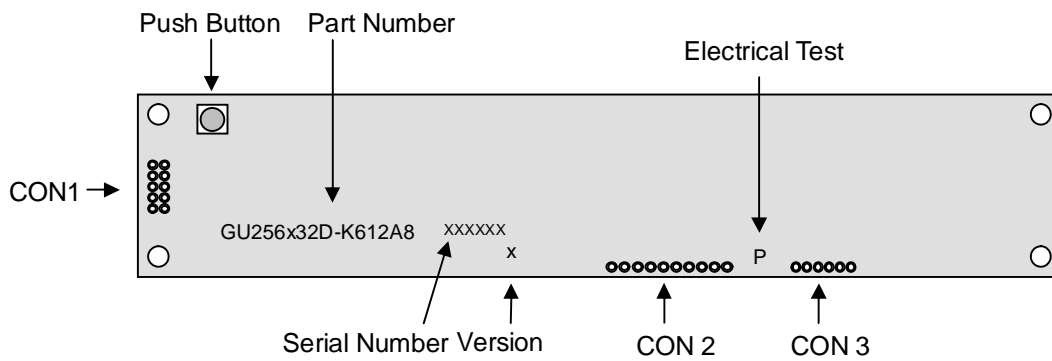 Push Button
Part Number
Electrical Test
CON1
GU256x32D-K612A8
XXXXXX
x
P
Serial Number
Version
CON 2
CON 3